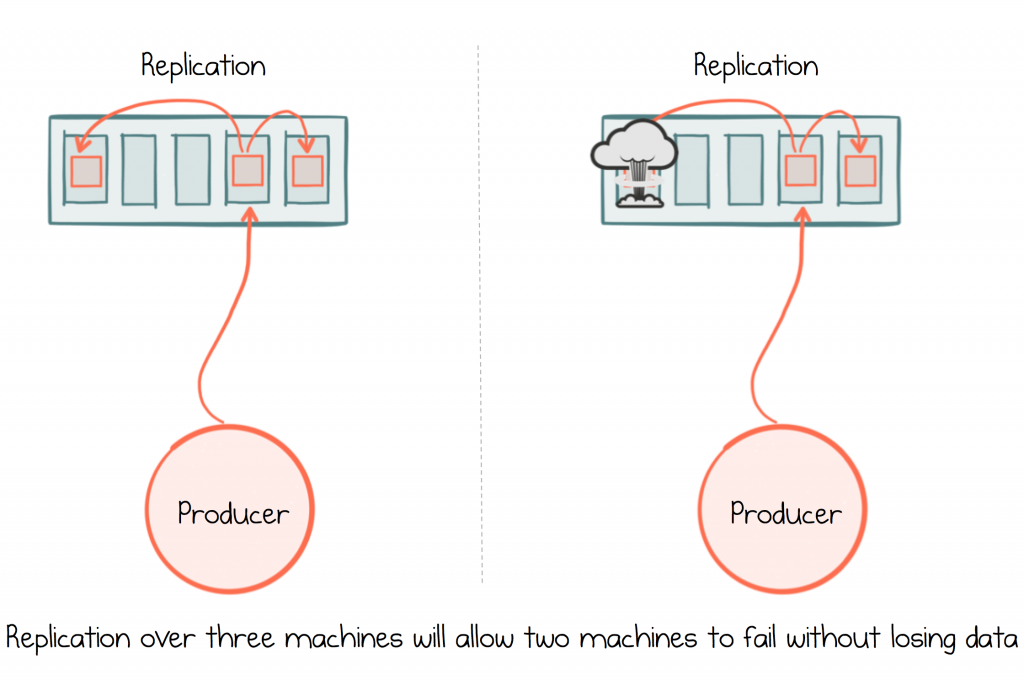 Replication
Replication
Producer
Producer
Replication over three machines will allow two machines to fail without losing data